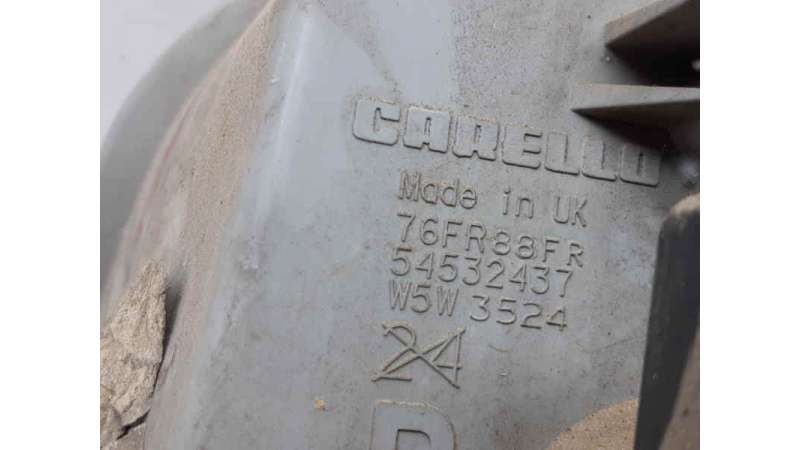 CARELLO
Made in UK
76FR88FR
54532437
W5W 3524
24